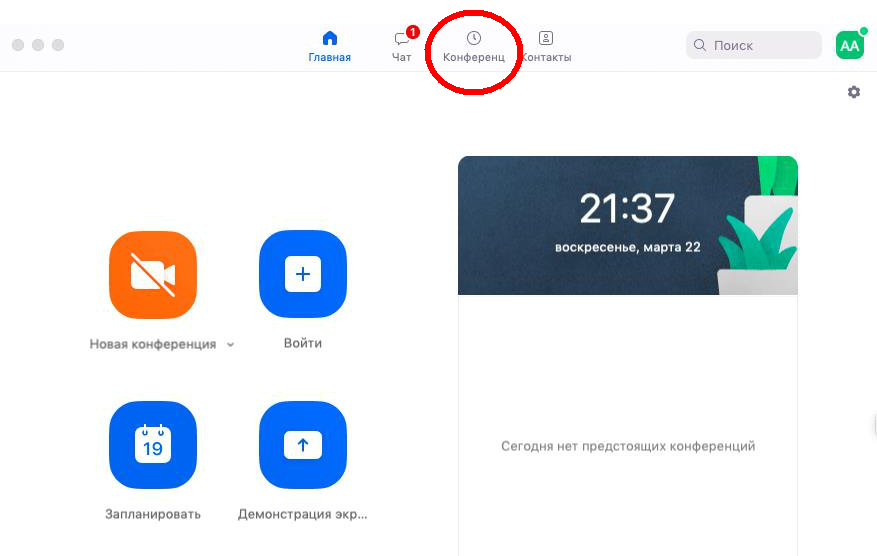 1
Главная
Чат
Конференц
Контакты
Поиск
AA
21:37
воскресенье, марта 22
Новая конференция
Войти
19
Запланировать
Демонстрация экр...
Сегодня нет предстоящих конференций